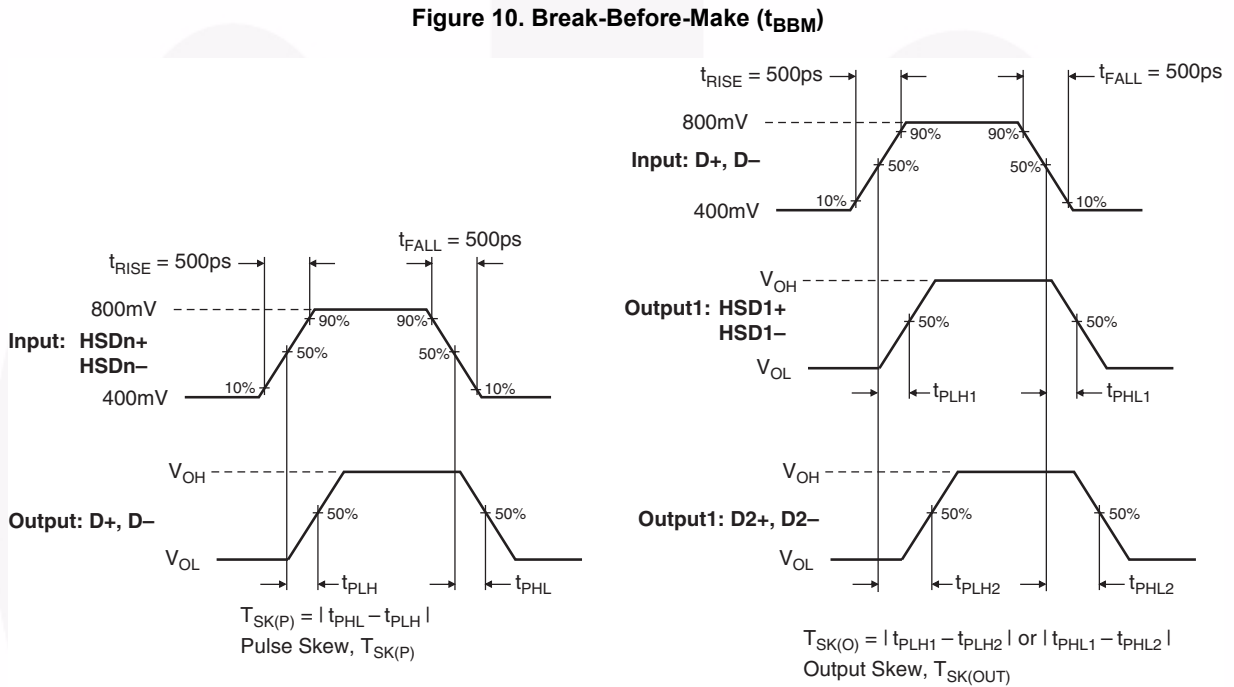 Figure 10. Break-Before-Make (tBBM)
tRISE = 500ps
tFALL = 500ps
800mV
90%
90%
Input: HSDn+
HSDn–
50%
50%
10%
10%
400mV
VOH
Output: D+, D–
50%
50%
VOL
tPLH
tPHL
TSK(P) = | tPHL – tPLH |
Pulse Skew, TSK(P)
tRISE = 500ps
tFALL = 500ps
800mV
90%
90%
Input: D+, D–
50%
50%
10%
10%
400mV
VOH
Output1: HSD1+
HSD1–
50%
50%
VOL
tPLH1
tPHL1
VOH
Output1: D2+, D2–
50%
50%
VOL
tPLH2
tPHL2
TSK(O) = | tPLH1 – tPLH2 | or | tPHL1 – tPHL2 |
Output Skew, TSK(OUT)